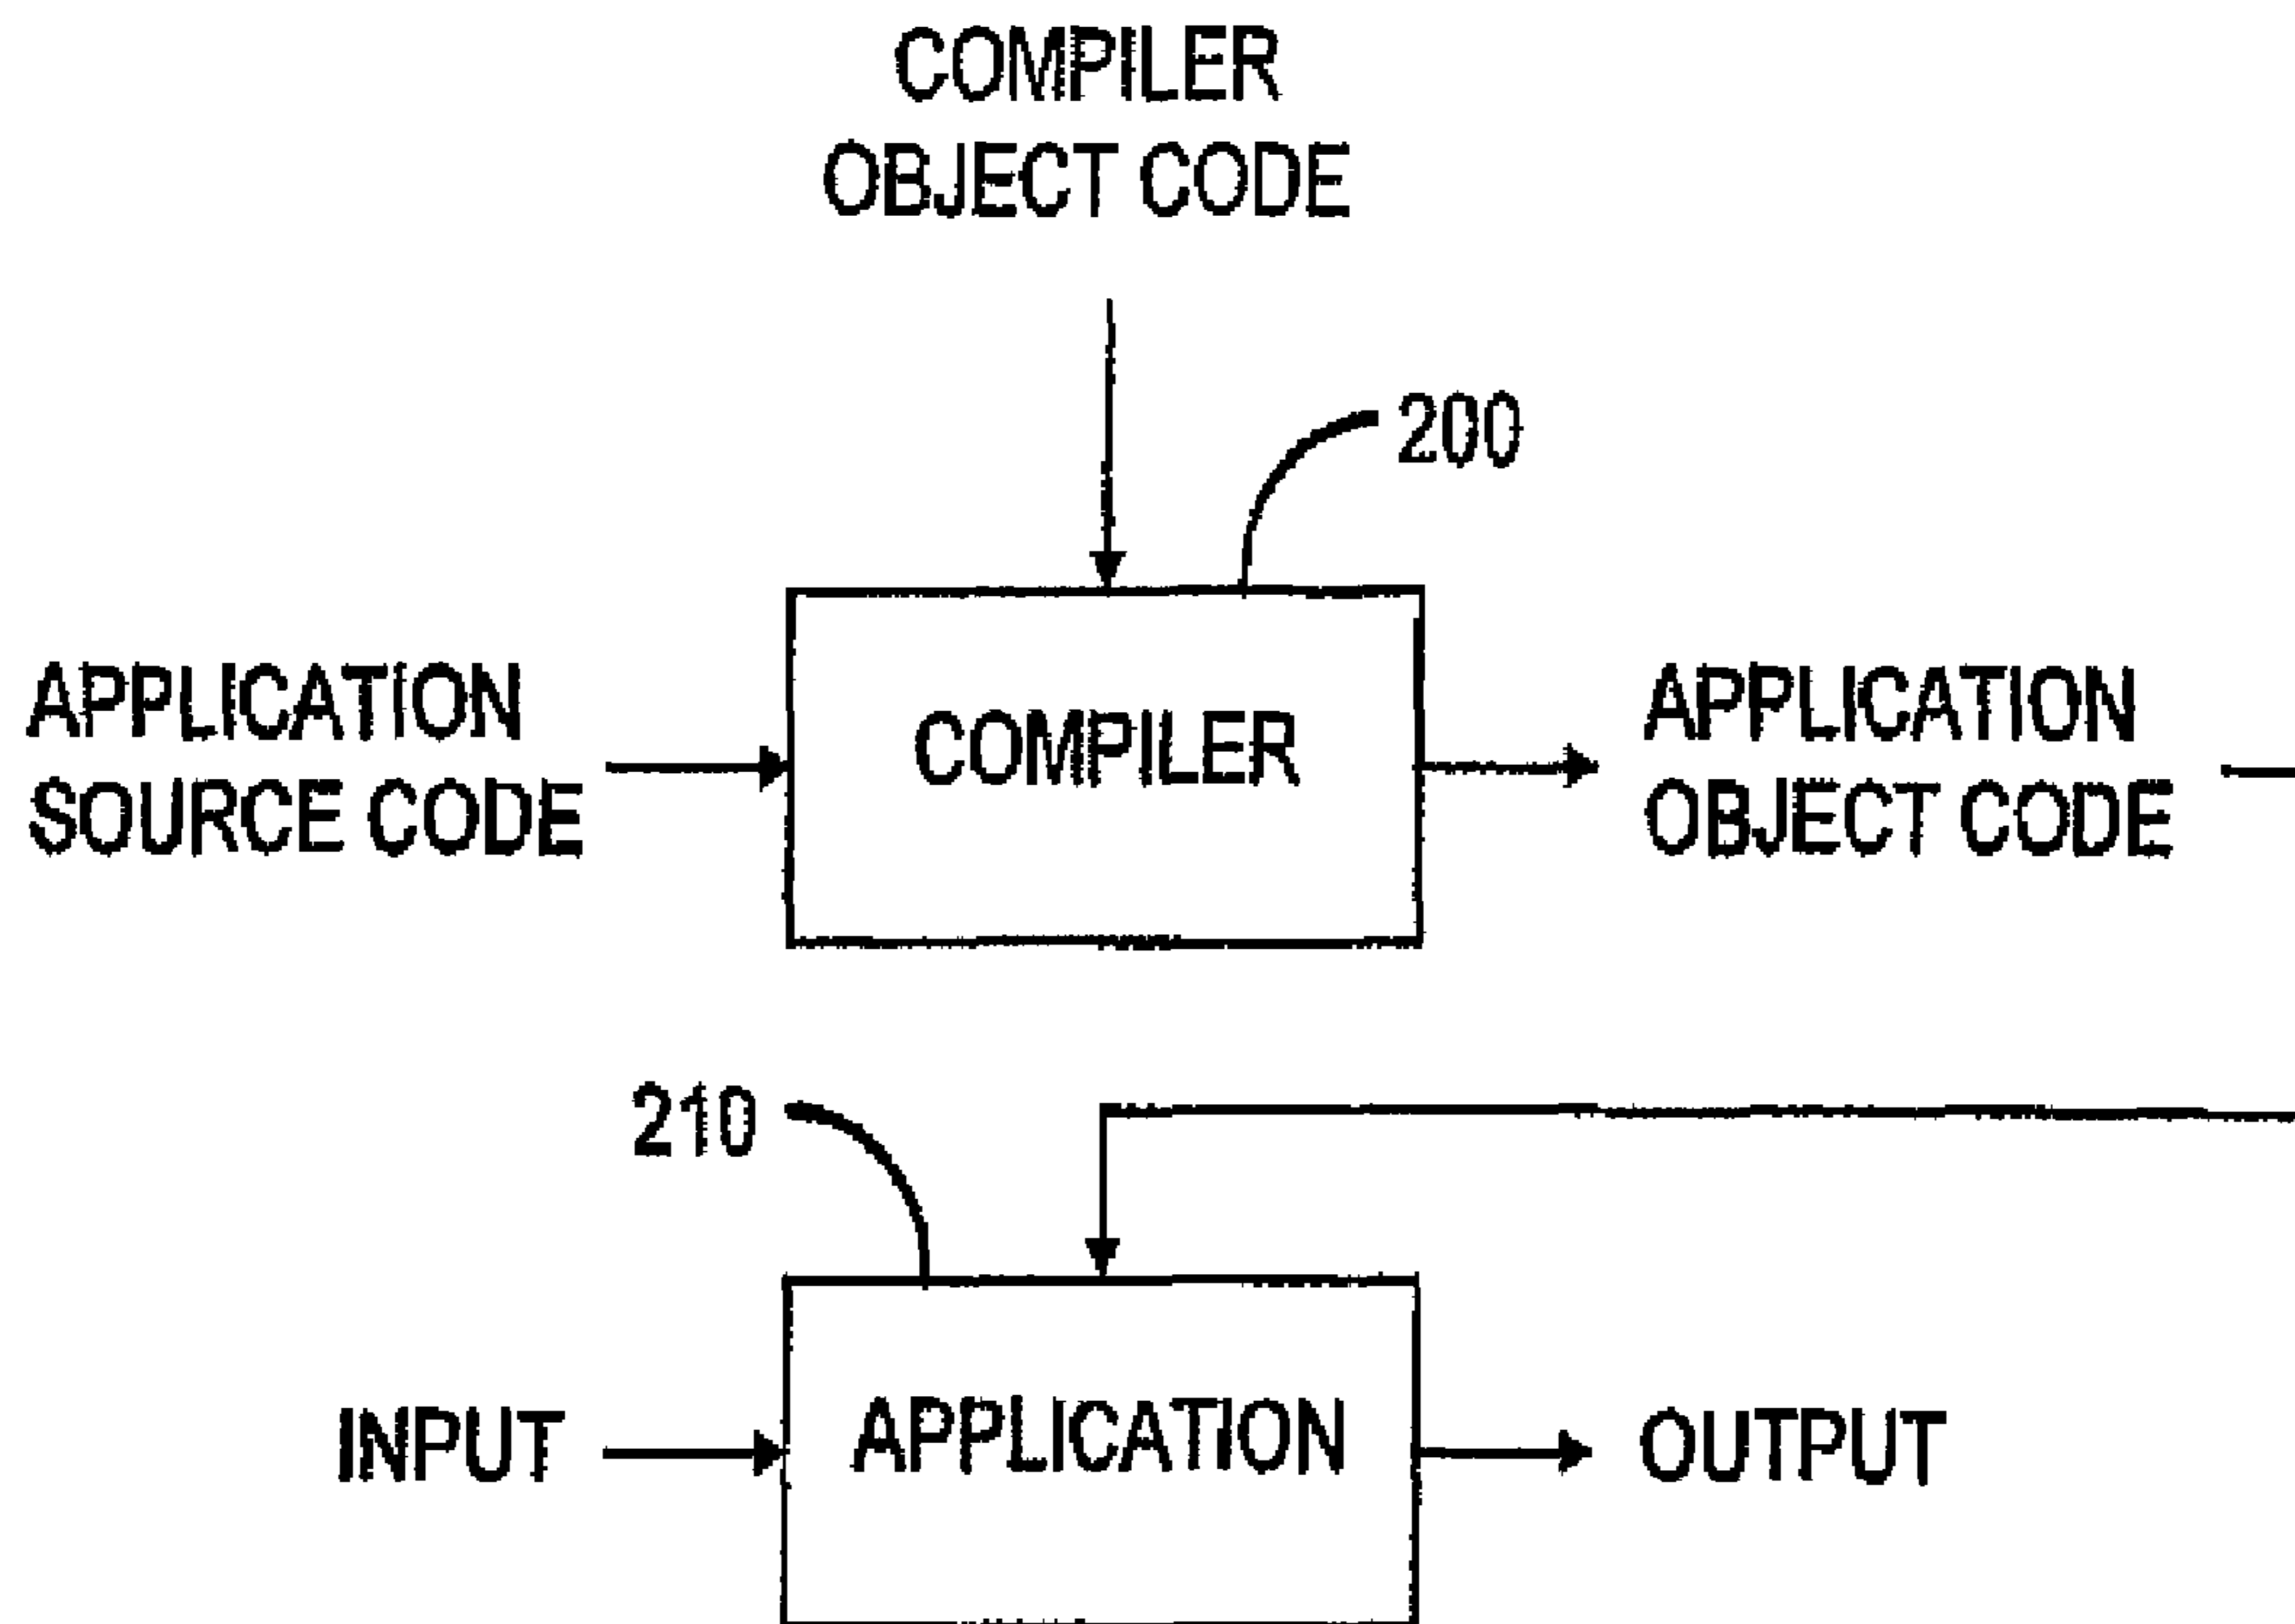 COMPILER
OBJECT CODE
200
APPLICATION
SOURCE CODE
COMPILER
APPLICATION
OBJECT CODE
210
INPUT
APPLICATION
OUTPUT